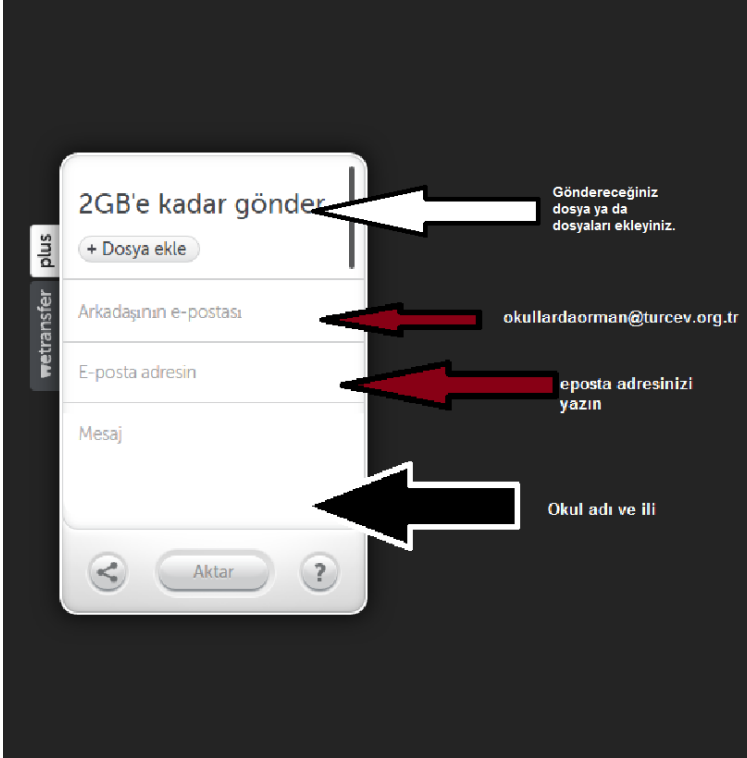 2GB'e kadar gönder
+ Dosya ekle
plus
wetransfer
Arkadaşının e-postası
E-posta adresin
Mesaj
Aktar
?
Göndereceğiniz
dosya ya da
dosyaları ekleyiniz.
okullardaorman@turcev.org.tr
eposta adresinizi
yazın
Okul adı ve ili